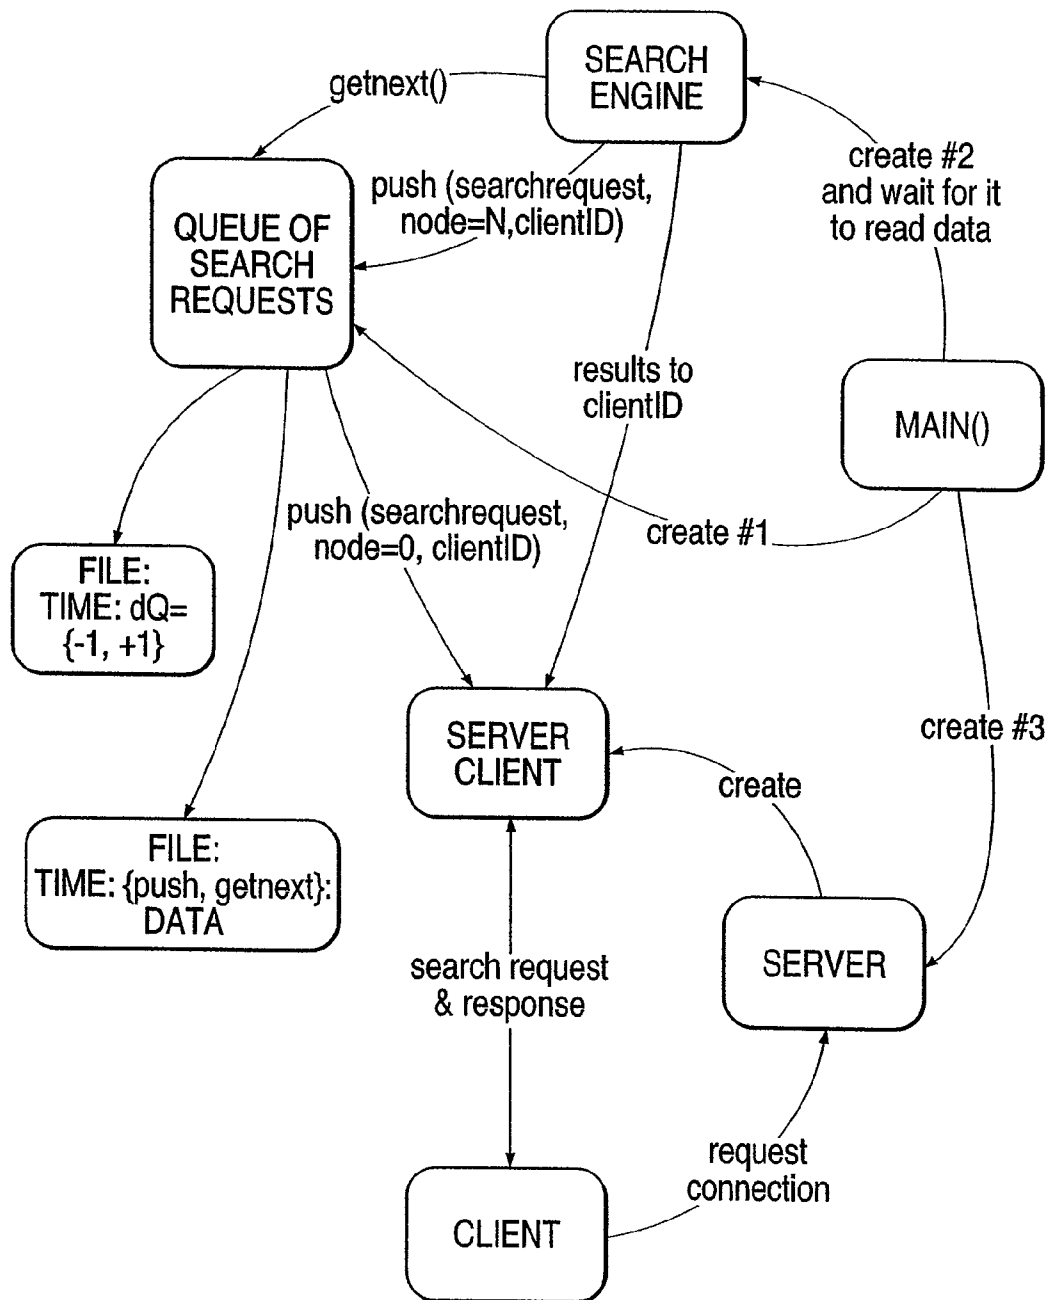 SEARCH
ENGINE
getnext()
create #2
and wait for it
to read data
push (searchrequest,
node=N,clientID)
QUEUE OF
SEARCH
REQUESTS
results to
clientID
MAIN()
push (searchrequest,
node=0, clientID)
create #1
FILE:
TIME: dQ=
{-1, +1}
SERVER
CLIENT
create #3
create
FILE:
TIME: {push, getnext}:
DATA
SERVER
search request
& response
request
connection
CLIENT